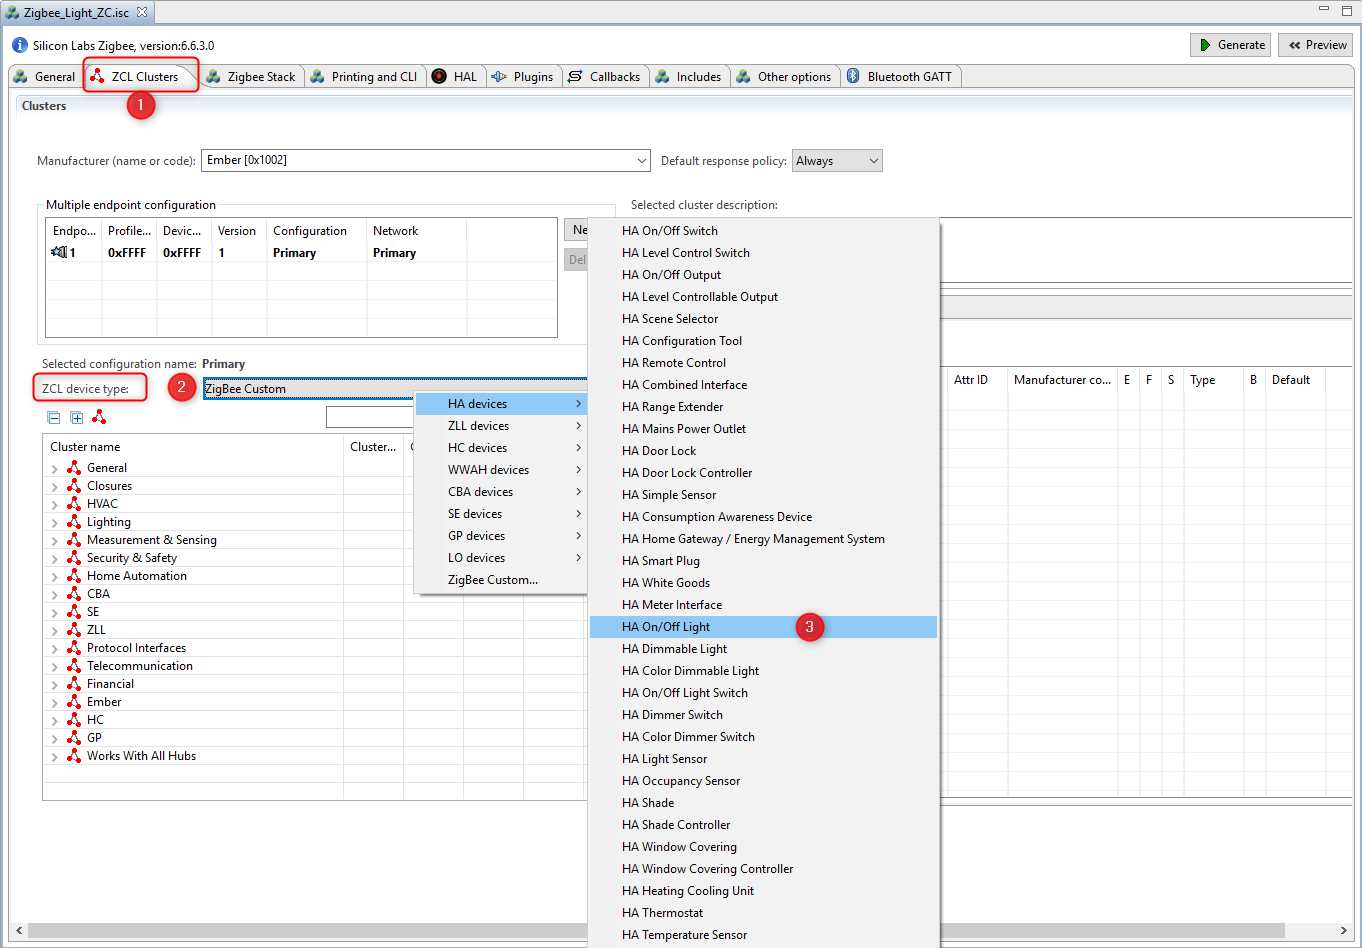 Zigbee_Light_ZC.isc
Silicon Labs Zigbee, version:6.6.3.0
Generate
Preview
General
ZCL Clusters
Zigbee Stack
Printing and CLI
HAL
Plugins
Callbacks
Includes
Other options
Bluetooth GATT
1
Clusters
Manufacturer (name or code):
Ember [0x1002]
Default response policy:
Always
Multiple endpoint configuration
Selected cluster description:
Endpo...
Profile...
Devic...
Version
Configuration
Network
1
0xFFFF
0xFFFF
1
Primary
Primary
Ne
Del
Selected configuration name: Primary
ZCL device type:
2
ZigBee Custom
Cluster name
Cluster...
General
Closures
HVAC
Lighting
Measurement & Sensing
Security & Safety
Home Automation
CBA
SE
ZLL
Protocol Interfaces
Telecommunication
Financial
Ember
HC
GP
Works With All Hubs
HA devices
ZLL devices
HC devices
WWAH devices
CBA devices
SE devices
GP devices
LO devices
ZigBee Custom...
HA On/Off Switch
HA Level Control Switch
HA On/Off Output
HA Level Controllable Output
HA Scene Selector
HA Configuration Tool
HA Remote Control
HA Combined Interface
HA Range Extender
HA Mains Power Outlet
HA Door Lock
HA Door Lock Controller
HA Simple Sensor
HA Consumption Awareness Device
HA Home Gateway / Energy Management System
HA Smart Plug
HA White Goods
HA Meter Interface
HA On/Off Light
3
HA Dimmable Light
HA Color Dimmable Light
HA On/Off Light Switch
HA Dimmer Switch
HA Color Dimmer Switch
HA Light Sensor
HA Occupancy Sensor
HA Shade
HA Shade Controller
HA Window Covering
HA Window Covering Controller
HA Heating Cooling Unit
HA Thermostat
HA Temperature Sensor
Attr ID
Manufacturer co...
E
F
S
Type
B
Default